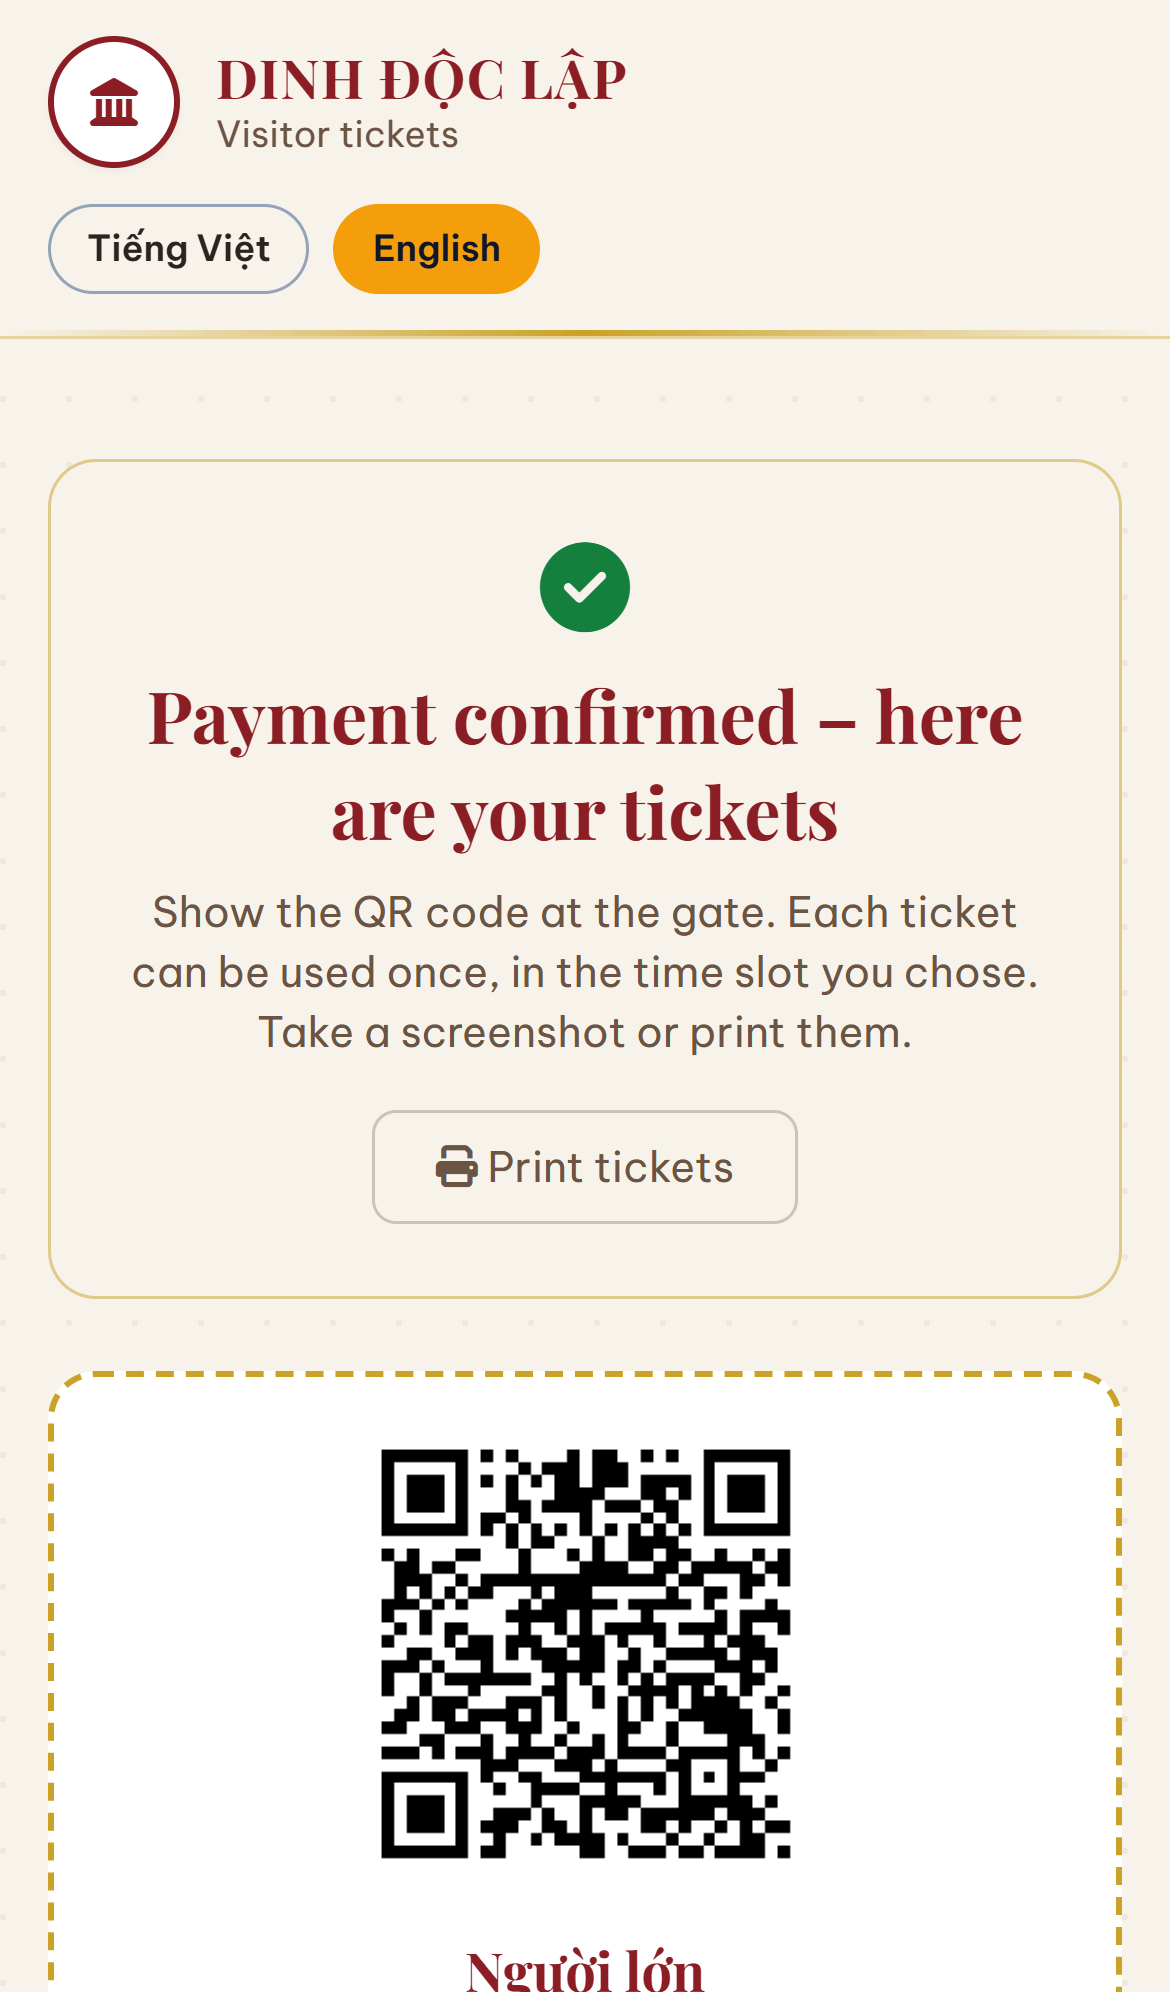 DINH ĐỘC LẬP
Visitor tickets
Tiếng Việt
English
Payment confirmed – here
are your tickets
Show the QR code at the gate. Each ticket
can be used once, in the time slot you chose.
Take a screenshot or print them.
Print tickets
Người lớn